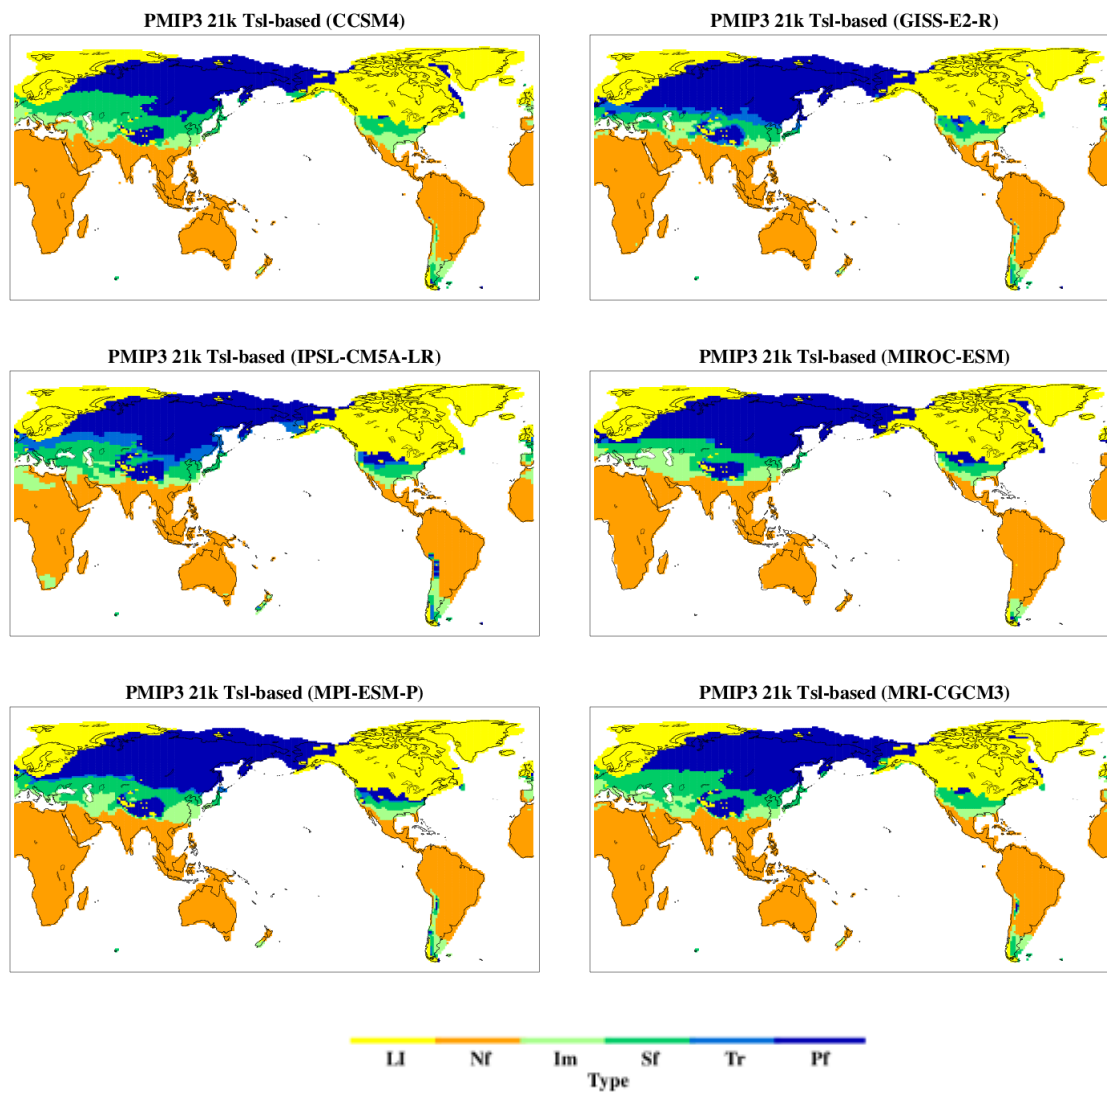 PMIP3 21k Tsl-based (CCSM4)
PMIP3 21k Tsl-based (GISS-E2-R)
PMIP3 21k Tsl-based (IPSL-CM5A-LR)
PMIP3 21k Tsl-based (MIROC-ESM)
PMIP3 21k Tsl-based (MPI-ESM-P)
PMIP3 21k Tsl-based (MRI-CGCM3)
LI Nf Im Sf Tr Pf
Type